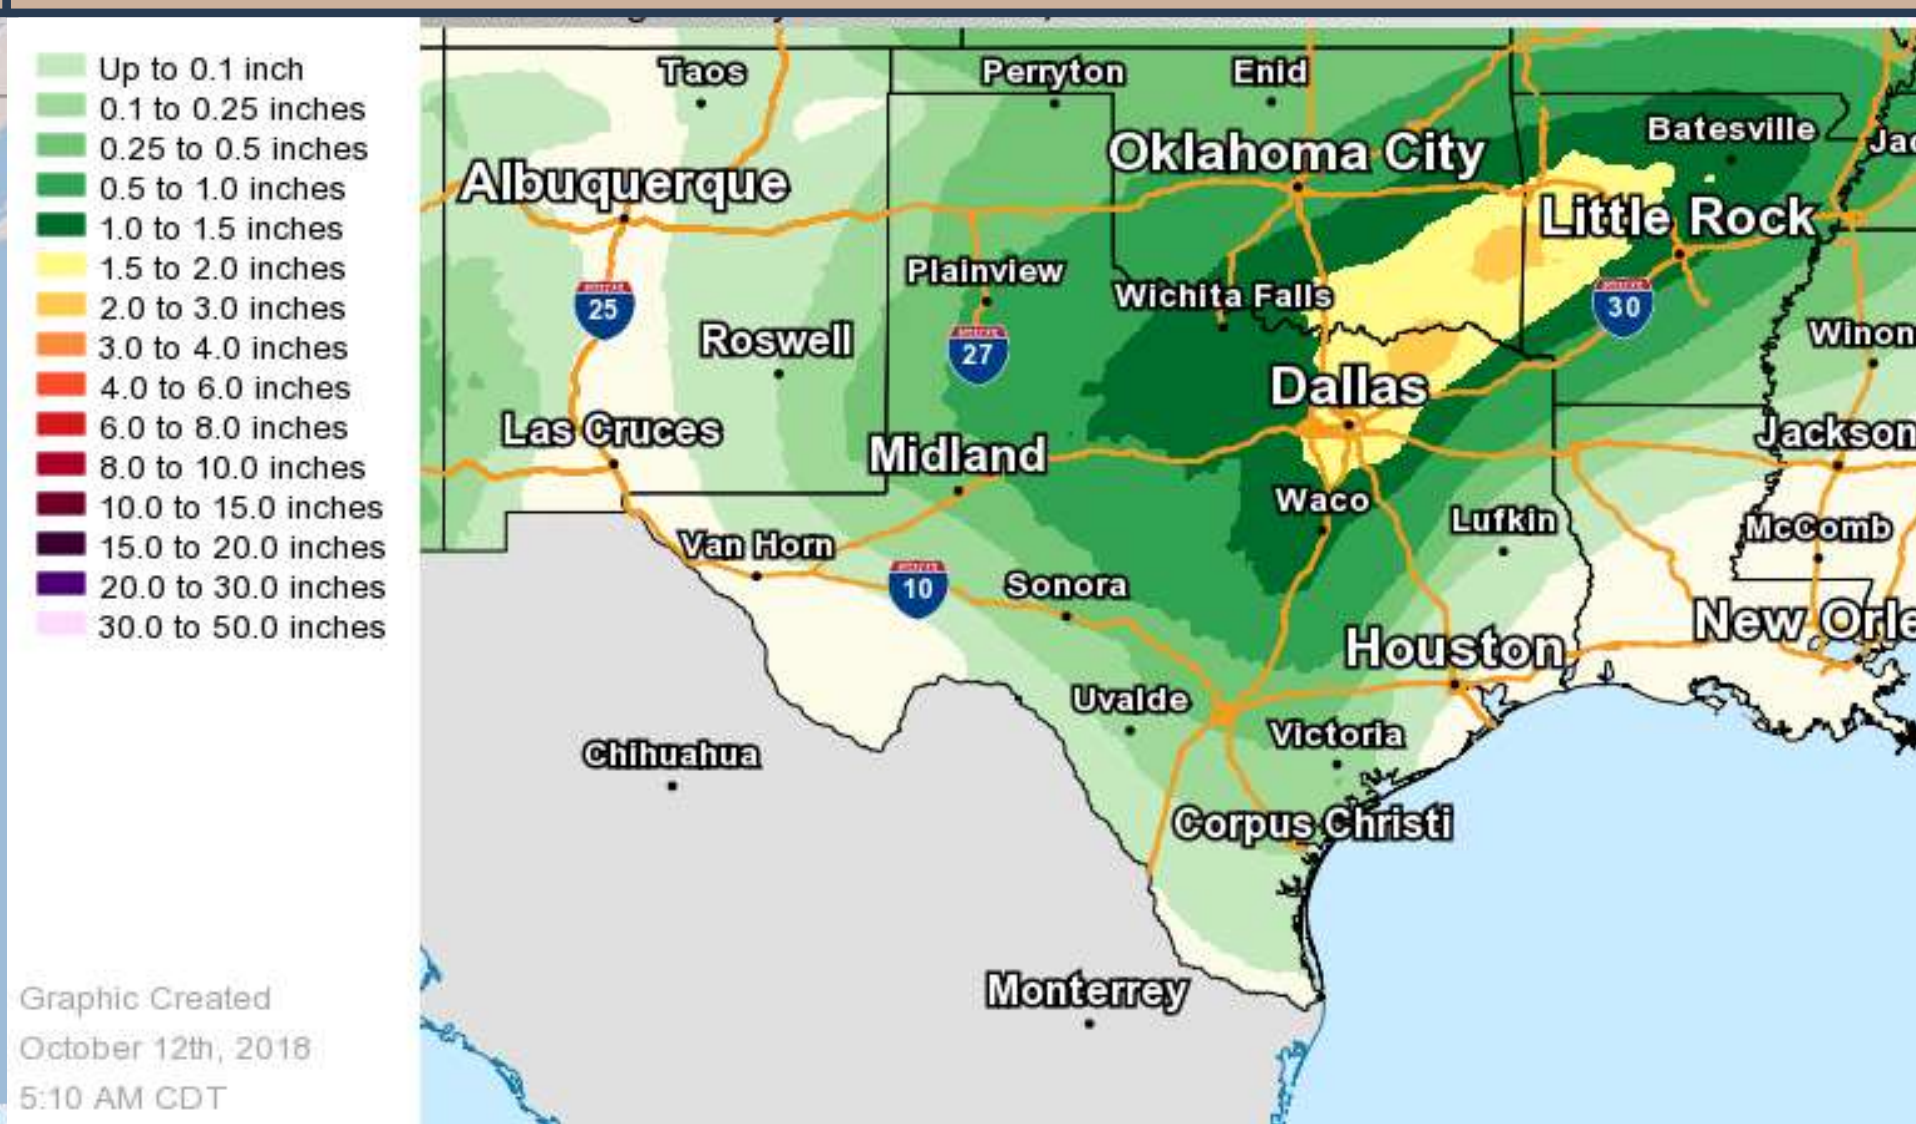 Up to 0.1 inch
0.1 to 0.25 inches
0.25 to 0.5 inches
0.5 to 1.0 inches
1.0 to 1.5 inches
1.5 to 2.0 inches
2.0 to 3.0 inches
3.0 to 4.0 inches
4.0 to 6.0 inches
6.0 to 8.0 inches
8.0 to 10.0 inches
10.0 to 15.0 inches
15.0 to 20.0 inches
20.0 to 30.0 inches
30.0 to 50.0 inches
Graphic Created
October 12th, 2018
5:10 AM CDT
Taos
Perryton
Enid
Batesville
Jac
Oklahoma City
Albuquerque
Little Rock
Plainview
Wichita Falls
25
30
Roswell
27
Winon
Dallas
Las Cruces
Midland
Jackson
Waco
Lufkin
McComb
Van Horn
10
Sonora
New Orle
Houston
Uvalde
Victoria
Chihuahua
Corpus Christi
Monterrey